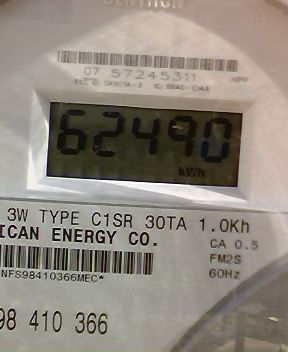 CENTRON
07 57245311
62490
kWh
3W TYPE C1SR 30TA 1.0Kh
ICAN ENERGY CO.
CA 0.5
FM2S
60Hz
NFS98410366MEC*
98 410 366